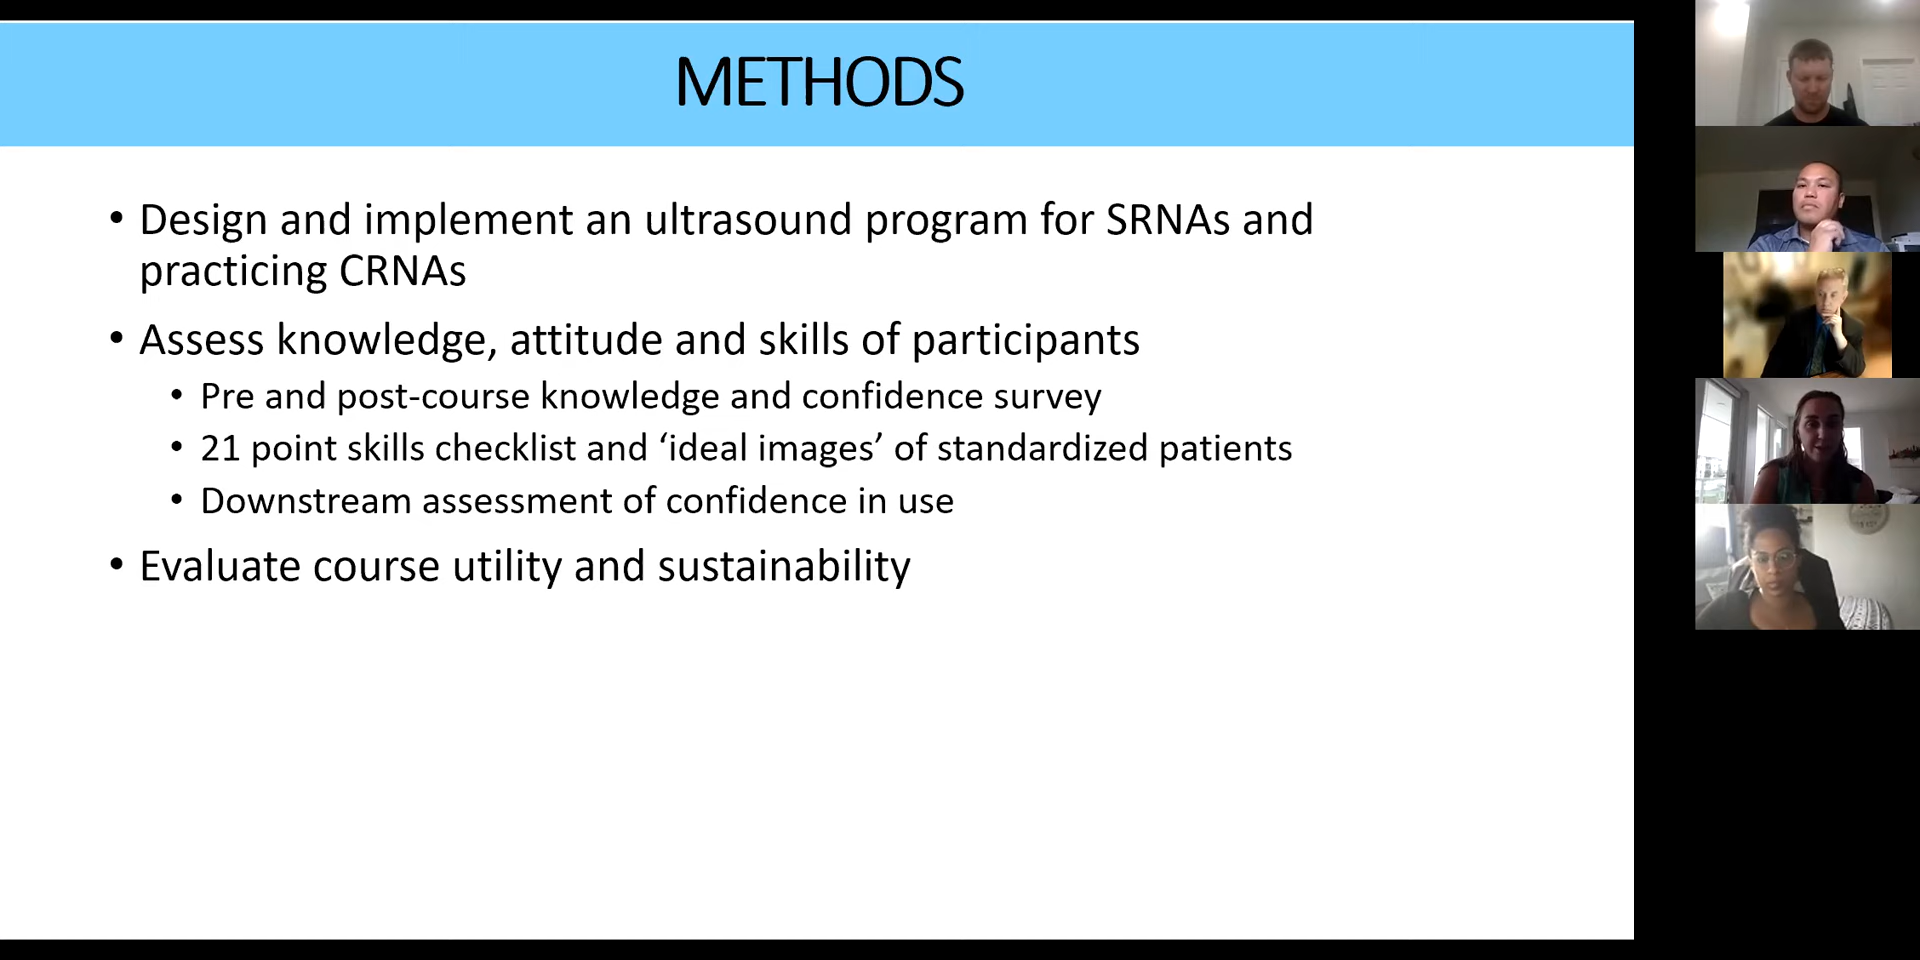 METHODS
• Design and implement an ultrasound program for SRNAs and
practicing CRNAs
• Assess knowledge, attitude and skills of participants
• Pre and post-course knowledge and confidence survey
• 21 point skills checklist and ‘ideal images’ of standardized patients
• Downstream assessment of confidence in use
• Evaluate course utility and sustainability